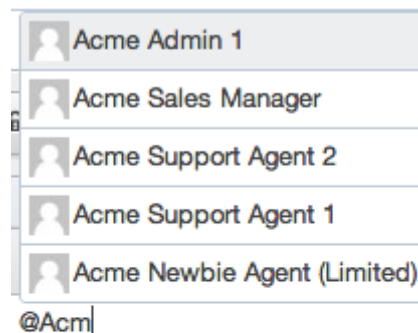 Acme Admin 1
Acme Sales Manager
Acme Support Agent 2
Acme Support Agent 1
Acme Newbie Agent (Limited)
@Acm